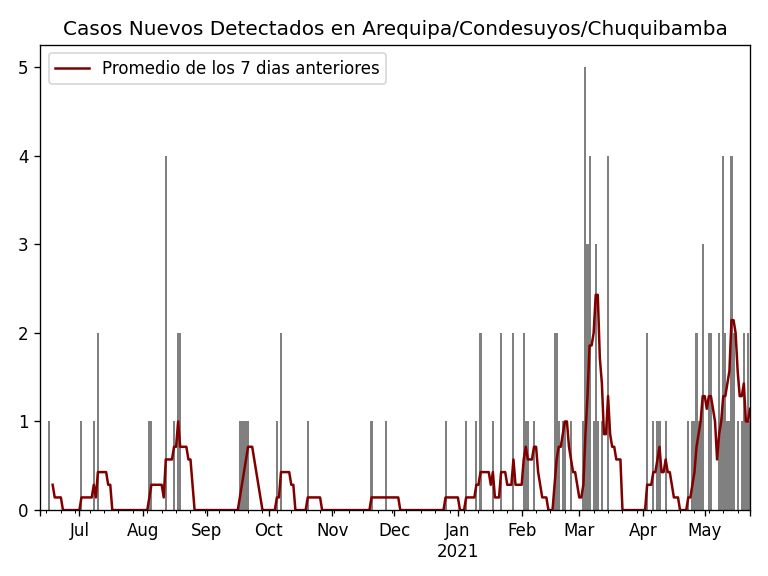 Casos Nuevos Detectados en Arequipa/Condesuyos/Chuquibamba
Promedio de los 7 dias anteriores
5
4
3
2
1
0
Jul Aug Sep Oct Nov Dec Jan Feb Mar Apr May
2021